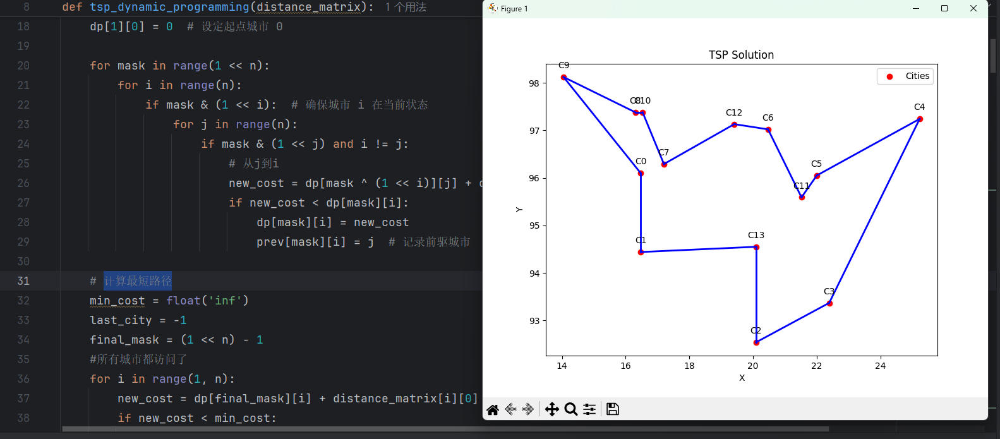 8 def tsp_dynamic_programming(distance_matrix): 1 个用法
18 dp[1][0] = 0 # 设定起点城市 0
19
20 for mask in range(1 << n):
21 for i in range(n):
22 if mask & (1 << i): # 确保城市 i 在当前状态
23 for j in range(n):
24 if mask & (1 << j) and i != j:
25 # 从j到i
26 new_cost = dp[mask ^ (1 << i)][j] +
27 if new_cost < dp[mask][i]:
28 dp[mask][i] = new_cost
29 prev[mask][i] = j # 记录前驱城市
30
31 # 计算最短路径
32 min_cost = float('inf')
33 last_city = -1
34 final_mask = (1 << n) - 1
35 #所有城市都访问了
36 for i in range(1, n):
37 new_cost = dp[final_mask][i] + distance_matrix[i][0]
38 if new_cost < min_cost:
Figure 1
TSP Solution
Cities
C9
C8
C10
C12
C6
C4
C7
C0
C5
C11
C1
C13
C3
C2
98
97
96
95
94
93
Y
14 16 18 20 22 24
X